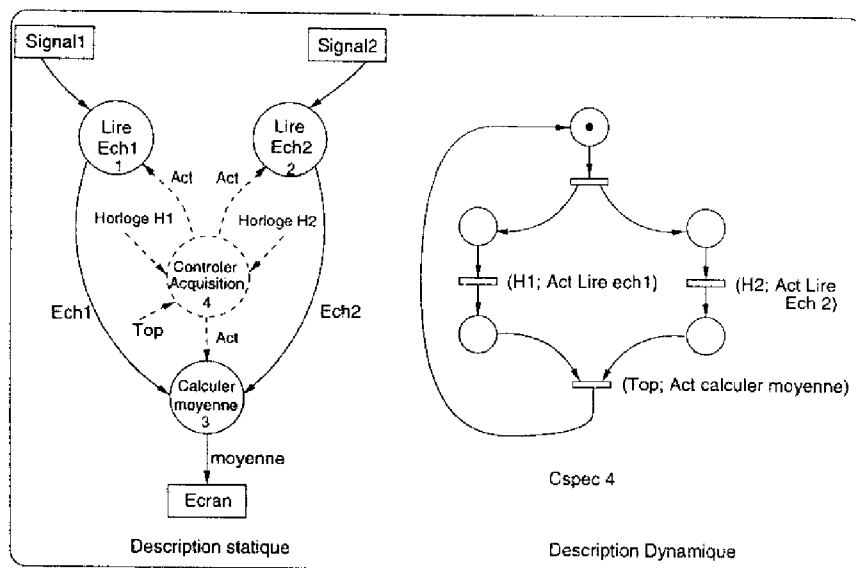 Signal1
Signal2
Lire
Ech1
1
Lire
Ech2
2
Act
Act
Horloge H1
Horloge H2
Controler
Acquisition
4
Ech1
Top
Act
Ech2
Calculer
moyenne
3
moyenne
Ecran
Description statique
(H1; Act Lire ech1)
(H2; Act Lire
Ech 2)
(Top; Act calculer moyenne)
Cspec 4
Description Dynamique